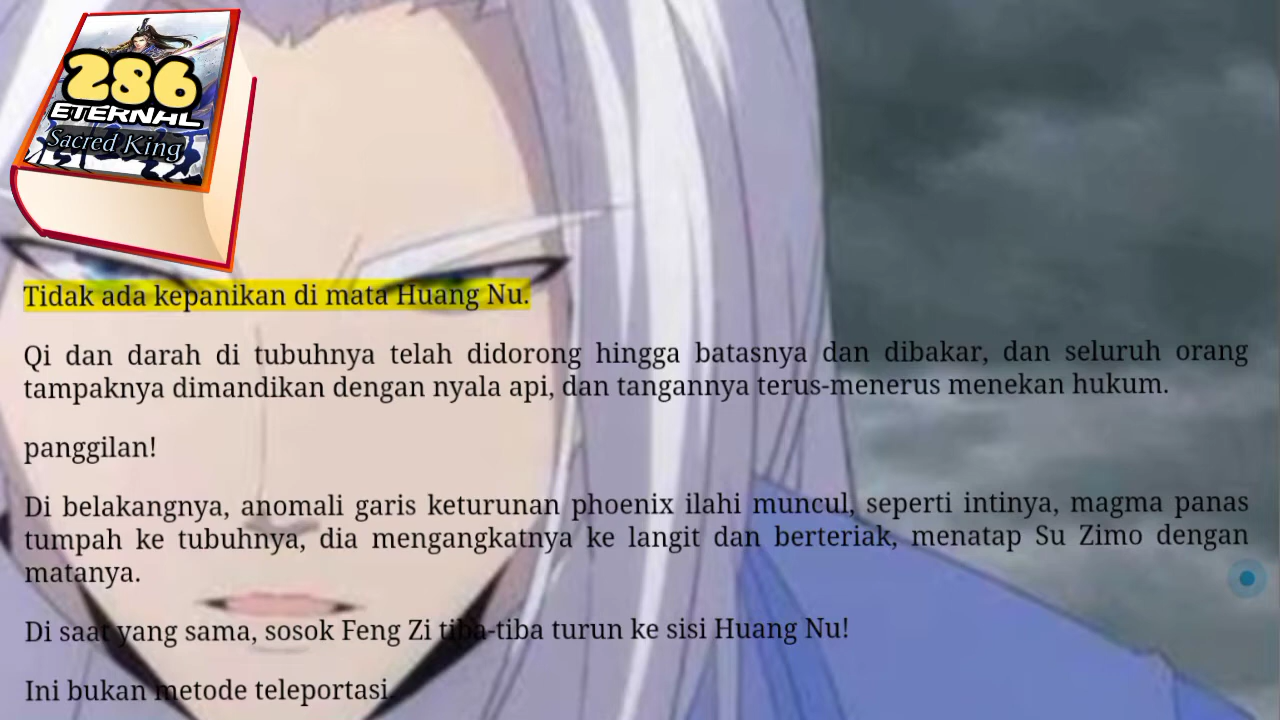 286
ETERNAL
Sacred King
Tidak ada kepanikan di mata Huang Nu.
Qi dan darah di tubuhnya telah didorong hingga batasnya dan dibakar, dan seluruh orang
tampaknya dimandikan dengan nyala api, dan tangannya terus-menerus menekan hukum.
panggilan!
Di belakangnya, anomali garis keturunan phoenix ilahi muncul, seperti intinya, magma panas
tumpah ke tubuhnya, dia mengangkatnya ke langit dan berteriak, menatap Su Zimo dengan
matanya.
Di saat yang sama, sosok Feng Zi tiba-tiba turun ke sisi Huang Nu!
Ini bukan metode teleportasi.